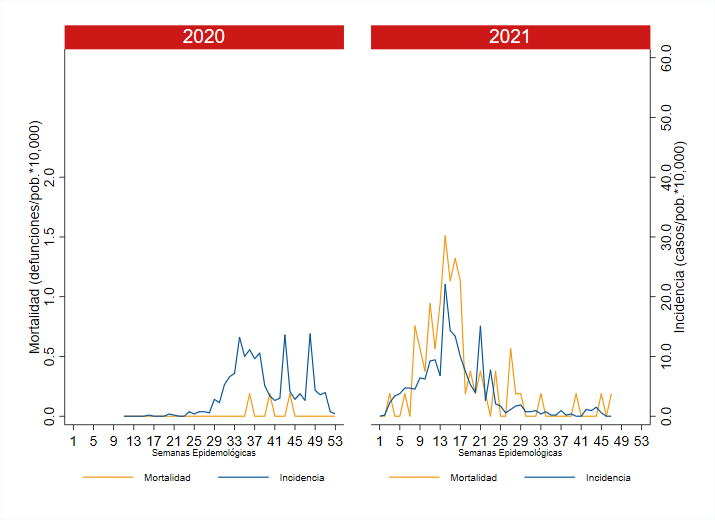 2020
2021
Mortalidad (defunciones/pob.*10,000)
0.0 0.5 1.0 1.5 2.0
Incidencia (casos/pob.*10,000)
0.0 10.0 20.0 30.0 40.0 50.0 60.0
1 5 9 13 17 21 25 29 33 37 41 45 49 53
1 5 9 13 17 21 25 29 33 37 41 45 49 53
Semanas Epidemológicas
Semanas Epidemológicas
Mortalidad Incidencia
Mortalidad Incidencia